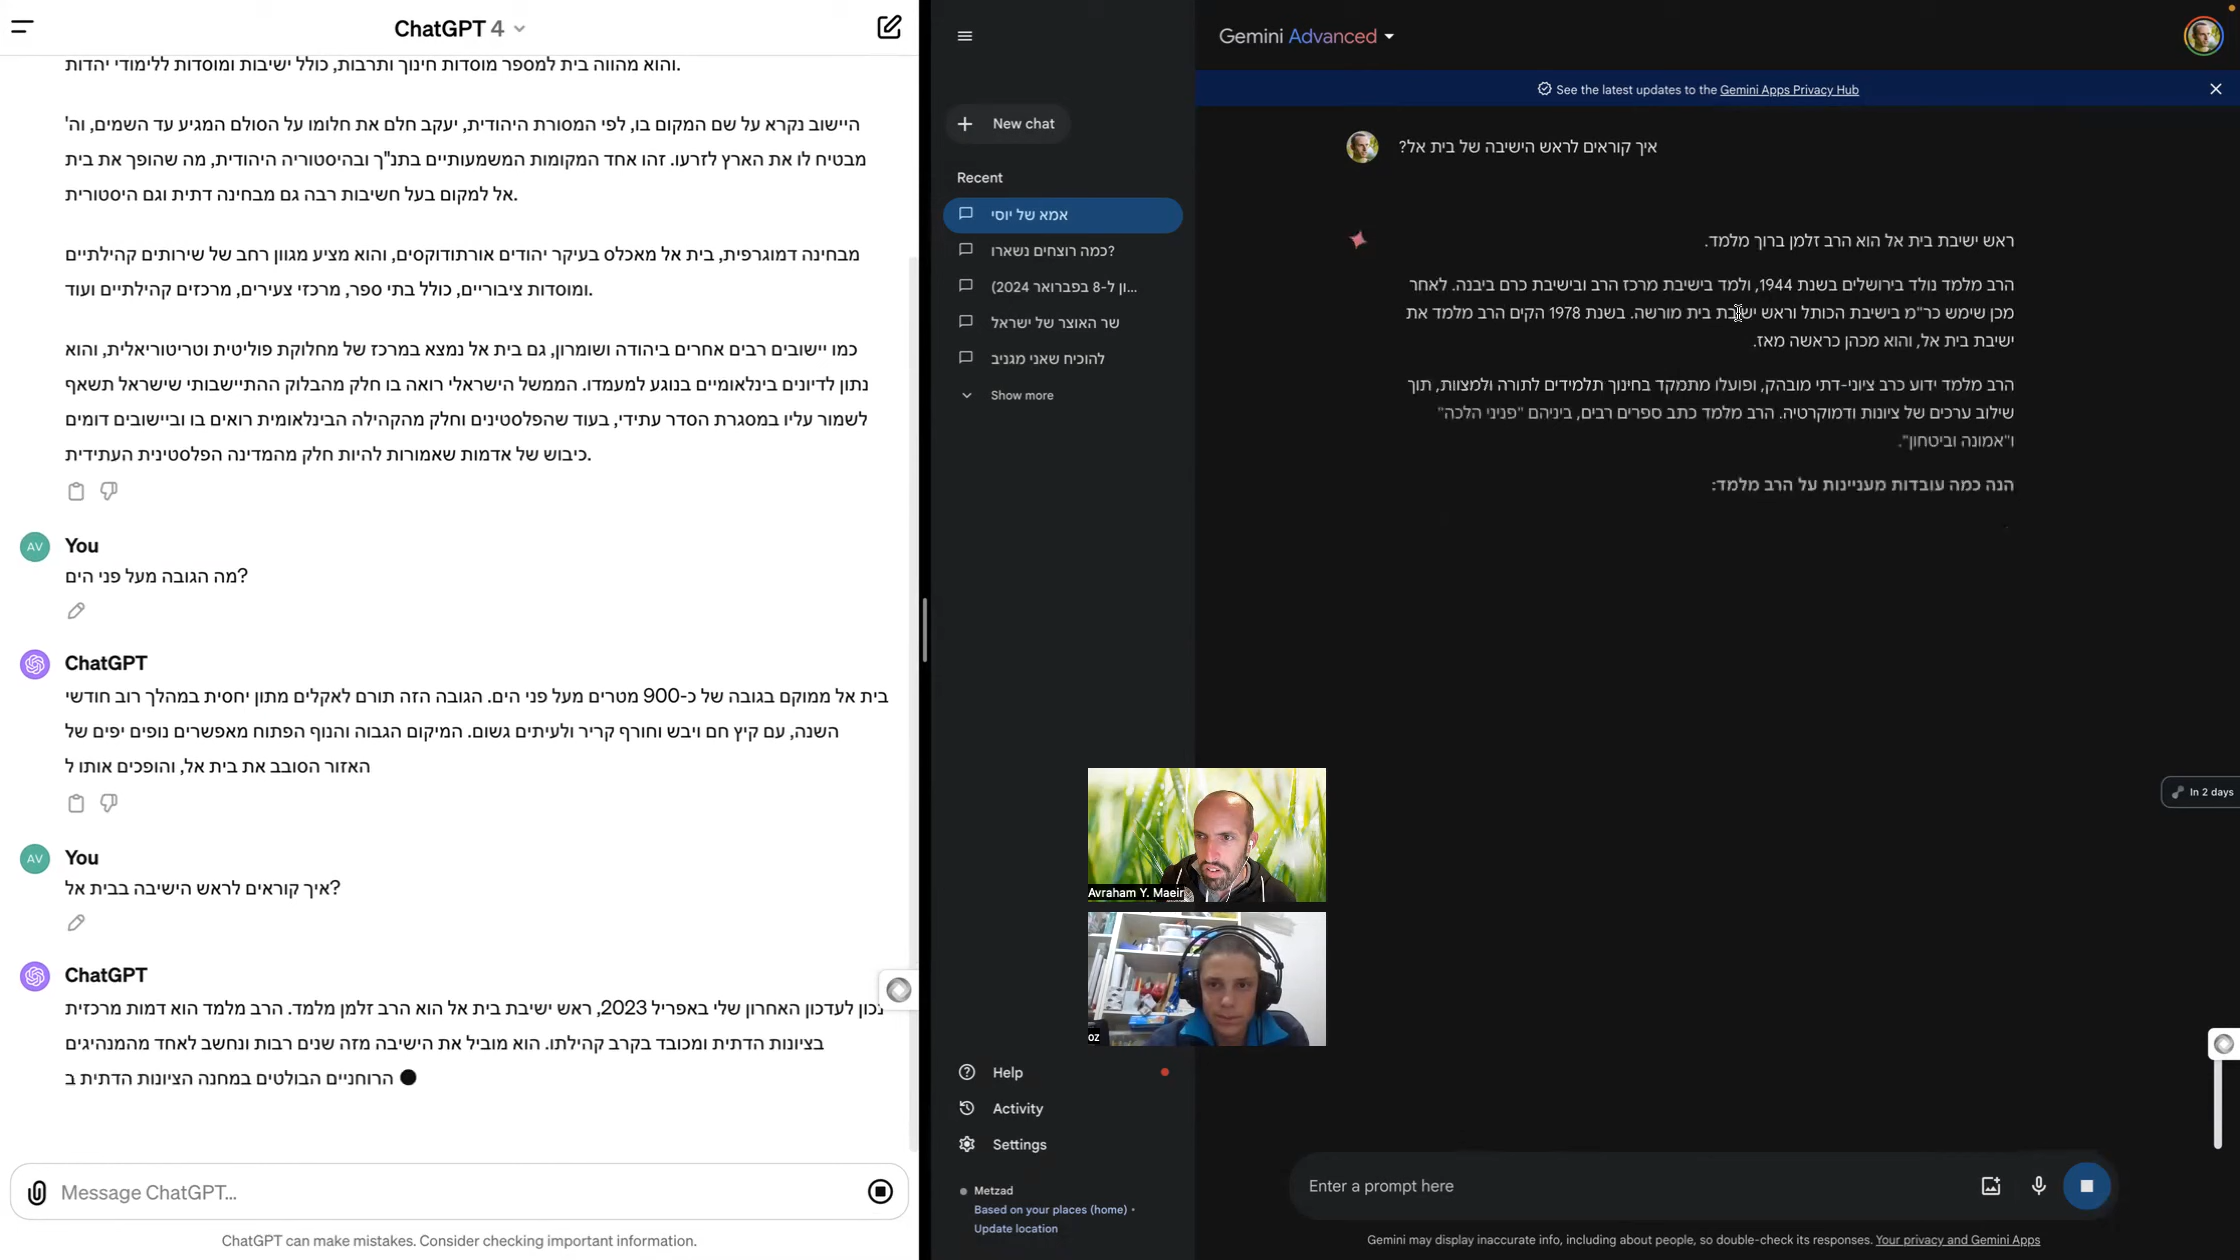 ChatGPT 4
והוא מהווה בית למספר מוסדות חינוך ותרבות, כולל ישיבות ומוסדות ללימודי יהדות.
היישוב נקרא על שם המקום בו, לפי המסורת היהודית, יעקב חלם את חלומו על הסולם המגיע עד השמים, וה'
מבטיח לו את הארץ לזרעו. זהו אחד המקומות המשמעותיים בתנ"ך ובהיסטוריה היהודית, מה שהופך את בית
אל למקום בעל חשיבות רבה גם מבחינה דתית וגם היסטורית.
מבחינה דמוגרפית, בית אל מאכלס בעיקר יהודים אורתודוקסים, והוא מציע מגוון רחב של שירותים קהילתיים
ומוסדות ציבוריים, כולל בתי ספר, מרכזי צעירים, מרכזים קהילתיים ועוד.
כמו יישובים רבים אחרים ביהודה ושומרון, גם בית אל נמצא במרכז של מחלוקת פוליטית וטריטוריאלית, והוא
נתון לדיונים בינלאומיים בנוגע למעמדו. הממשל הישראלי רואה בו חלק מהבלוק ההתיישבותי שישראל תשאף
לשמור עליו במסגרת הסדר עתידי, בעוד שהפלסטינים וחלק מהקהילה הבינלאומית רואים בו וביישובים דומים
כיבוש של אדמות שאמורות להיות חלק מהמדינה הפלסטינית העתידית.
AV
You
מה הגובה מעל פני הים?
ChatGPT
בית אל ממוקם בגובה של כ-900 מטרים מעל פני הים. הגובה הזה תורם לאקלים מתון יחסית במהלך רוב חודשי
השנה, עם קיץ חם ויבש וחורף קריר ולעיתים גשום. המיקום הגבוה והנוף הפתוח מאפשרים נופים יפים של
האזור הסובב את בית אל, והופכים אותו ל
AV
You
איך קוראים לראש הישיבה בבית אל?
ChatGPT
נכון לעדכון האחרון שלי באפריל 2023, ראש ישיבת בית אל הוא הרב זלמן מלמד. הרב מלמד הוא דמות מרכזית
בציונות הדתית ומכובד בקרב קהילתו. הוא מוביל את הישיבה מזה שנים רבות ונחשב לאחד מהמנהיגים
הרוחניים הבולטים במחנה הציונות הדתית ב
Message ChatGPT...
ChatGPT can make mistakes. Consider checking important information.
New chat
Recent
אמא של יוסי
כמה רוצחים נשארו?
ון ל-8 בפברואר 2024)...
שר האוצר של ישראל
להוכיח שאני מגניב
Show more
Avraham Y. Maeir
oz
Help
Activity
Settings
Metzad
Based on your places (home) •
Update location
Gemini Advanced
See the latest updates to the Gemini Apps Privacy Hub
איך קוראים לראש הישיבה של בית אל?
ראש ישיבת בית אל הוא הרב זלמן ברוך מלמד.
הרב מלמד נולד בירושלים בשנת 1944, ולמד בישיבת מרכז הרב ובישיבת כרם ביבנה. לאחר
מכן שימש כר"מ בישיבת הכותל וראש ישיבת בית מורשה. בשנת 1978 הקים הרב מלמד את
ישיבת בית אל, והוא מכהן כראשה מאז.
הרב מלמד ידוע כרב ציוני-דתי מובהק, ופועלו מתמקד בחינוך תלמידים לתורה ולמצוות, תוך
שילוב ערכים של ציונות ודמוקרטיה. הרב מלמד כתב ספרים רבים, ביניהם "פניני הלכה"
ו"אמונה וביטחון".
הנה כמה עובדות מעניינות על הרב מלמד:
In 2 days
Enter a prompt here
Gemini may display inaccurate info, including about people, so double-check its responses. Your privacy and Gemini Apps